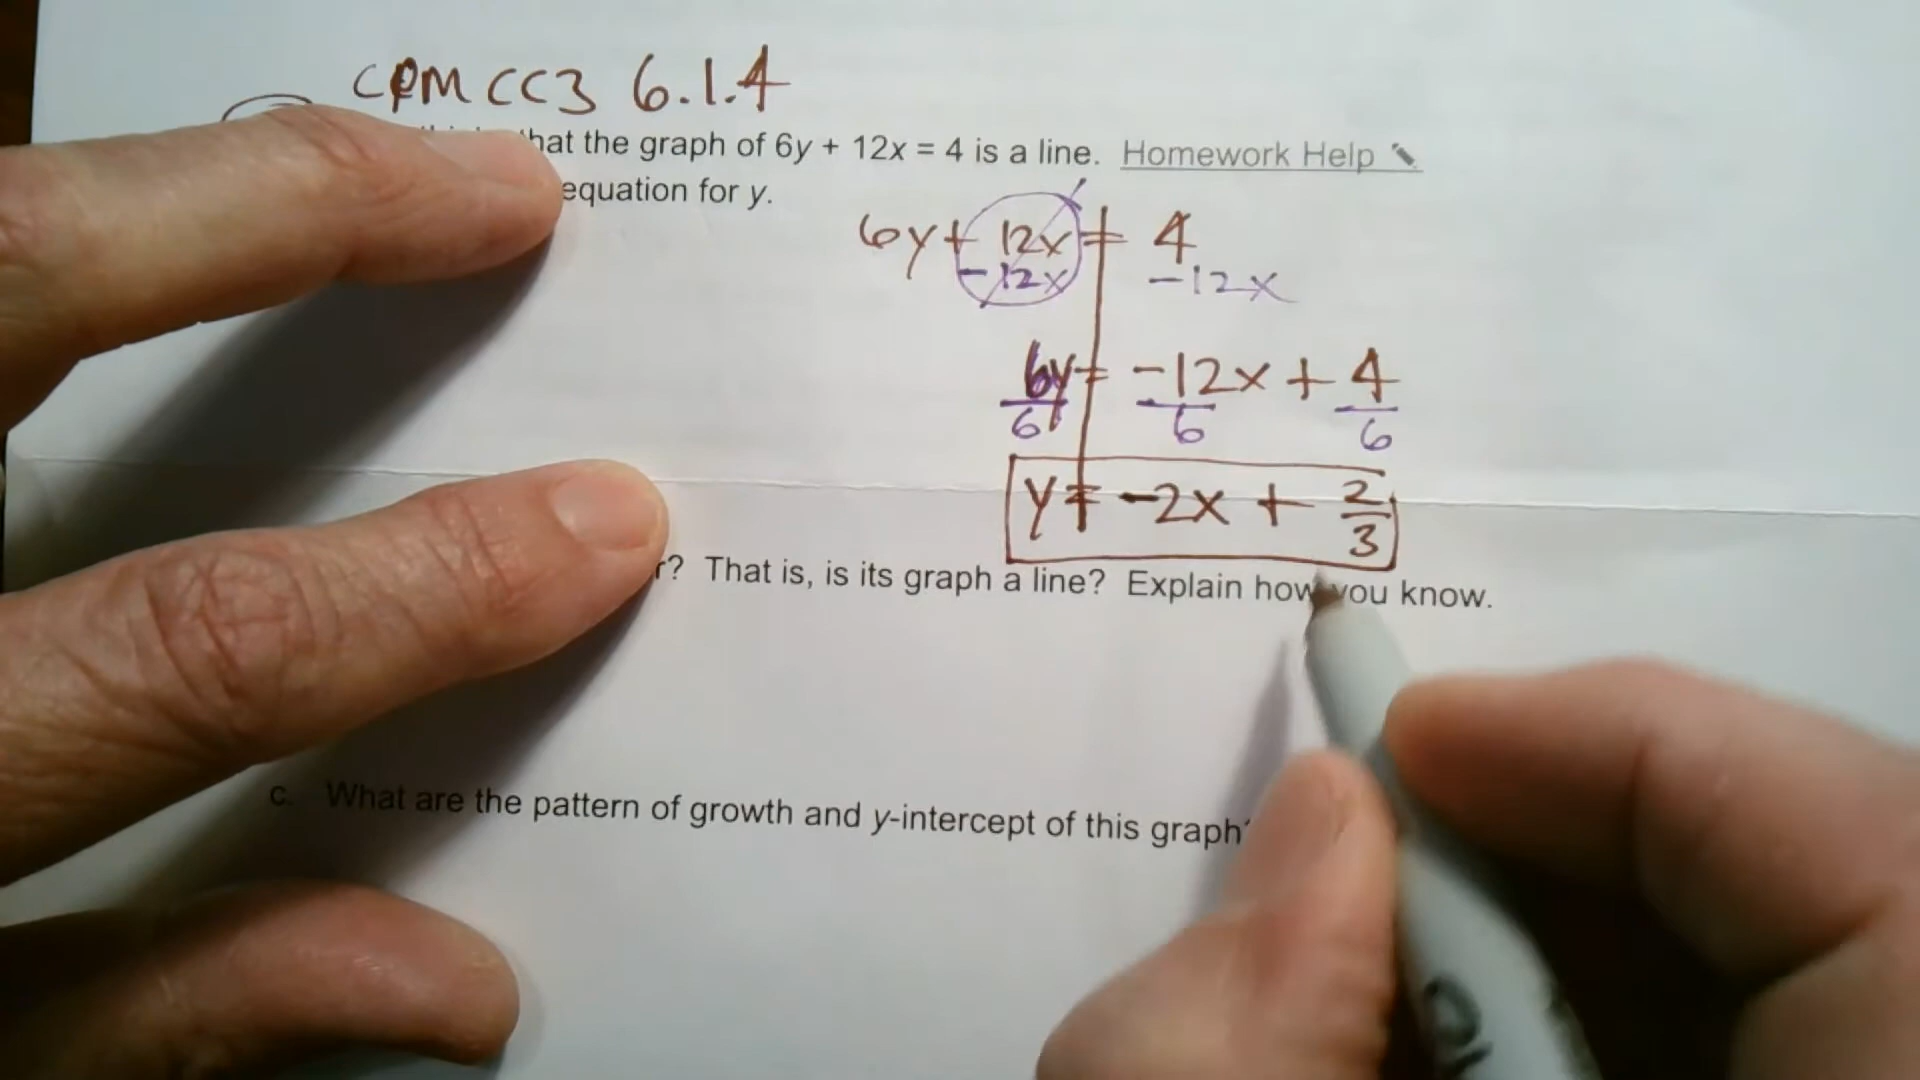 CPM CC3 6.1.4
that the graph of 6y + 12x = 4 is a line. Homework Help ✎
equation for y.
6y + 12x = 4
-12x -12x
6y = -12x + 4
6 6 6
y = -2x + 2/3
r? That is, is its graph a line? Explain how you know.
c. What are the pattern of growth and y-intercept of this graph?